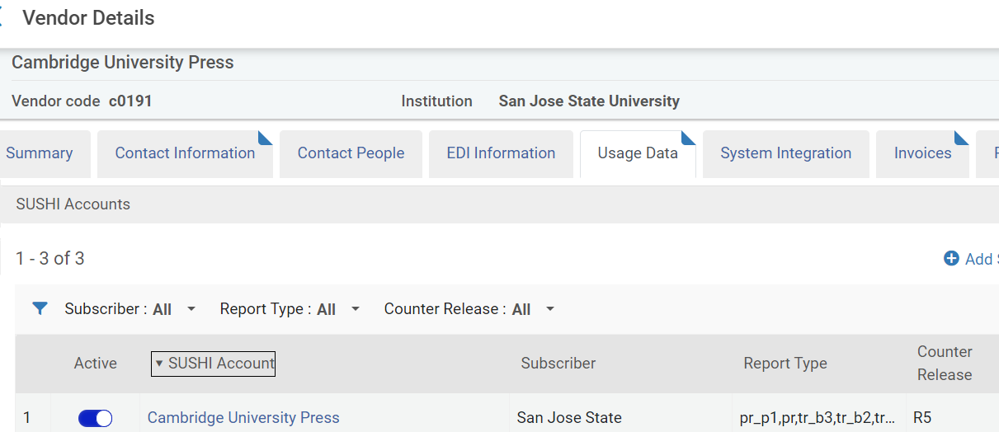 Vendor Details
Cambridge University Press
Vendor code c0191 Institution San Jose State University
Summary Contact Information Contact People EDI Information Usage Data System Integration Invoices
SUSHI Accounts
1 - 3 of 3
Add
Subscriber : All Report Type : All Counter Release : All
Active SUSHI Account Subscriber Report Type Counter Release
1 Cambridge University Press San Jose State pr_p1,pr,tr_b3,tr_b2,tr... R5